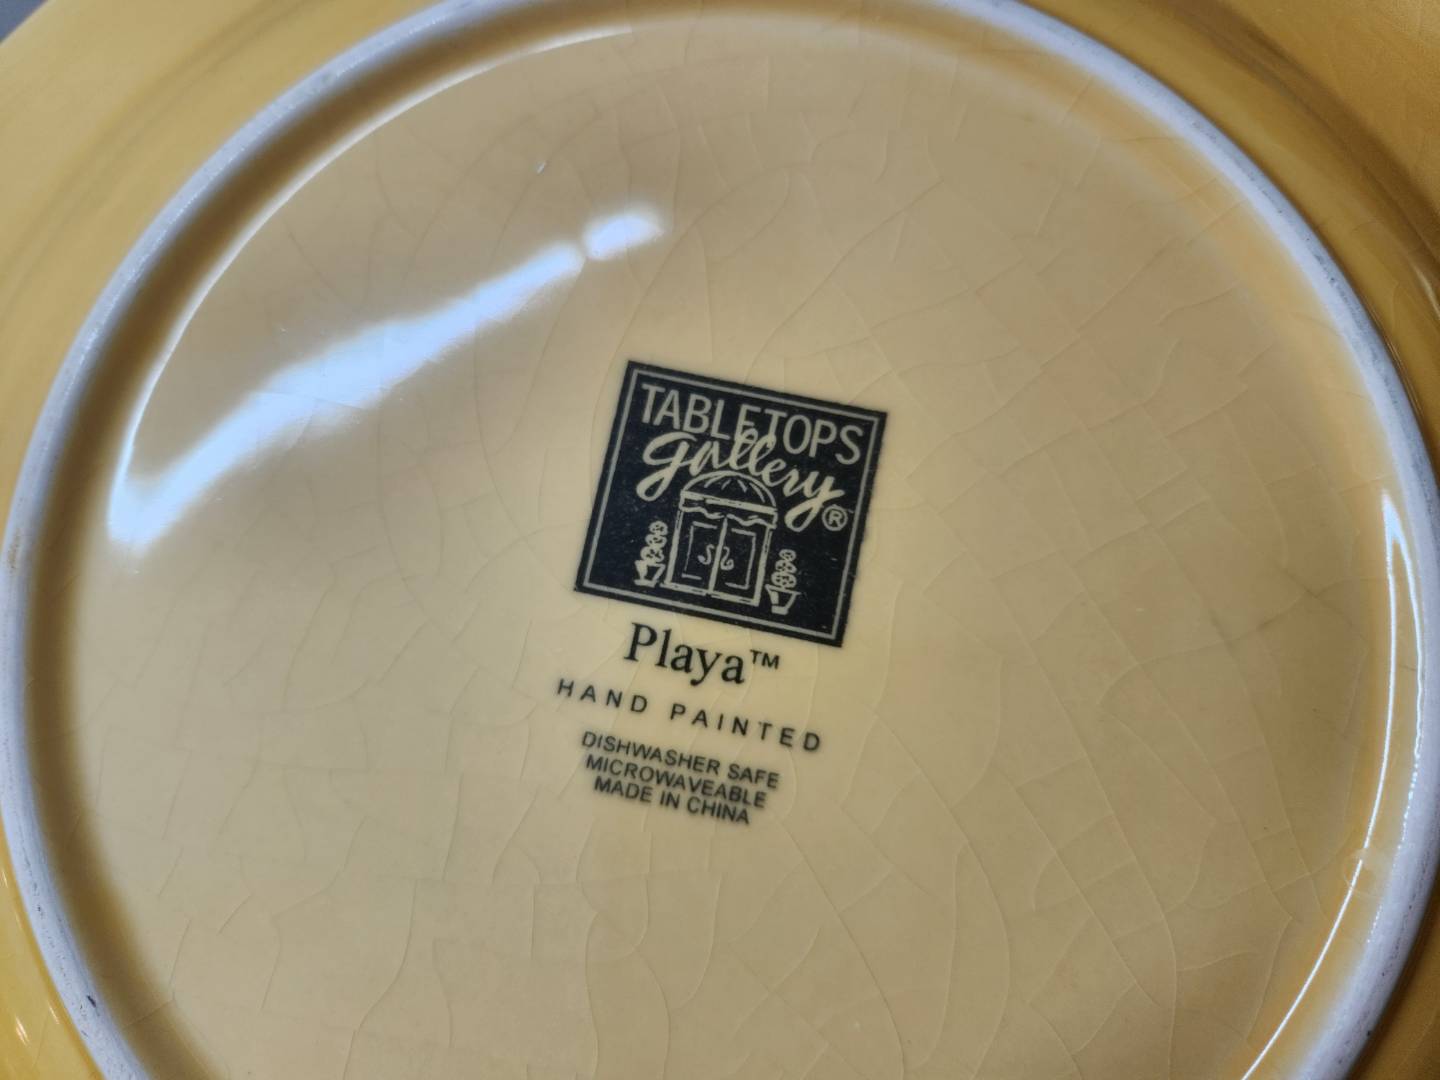 TABLETOPS
gallery®
Playa™
HAND PAINTED
DISHWASHER SAFE
MICROWAVEABLE
MADE IN CHINA